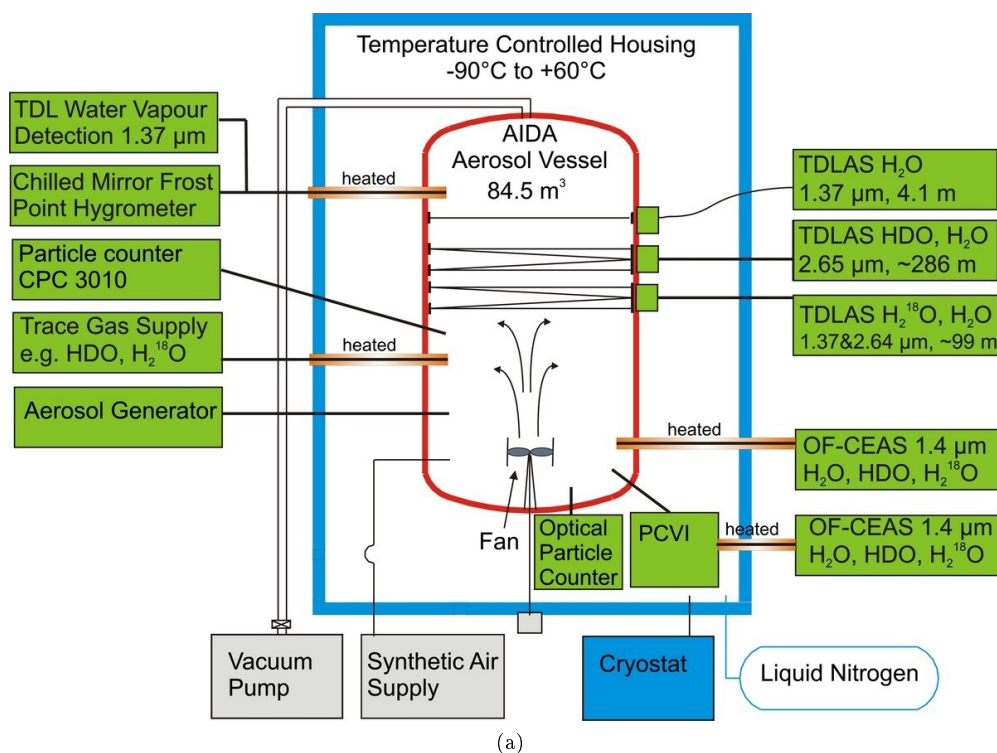 Temperature Controlled Housing
-90°C to +60°C
TDL Water Vapour
Detection 1.37 µm
Chilled Mirror Frost
Point Hygrometer
Particle counter
CPC 3010
Trace Gas Supply
e.g. HDO, H₂¹⁸O
Aerosol Generator
heated
heated
AIDA
Aerosol Vessel
84.5 m³
TDLAS H₂O
1.37 µm, 4.1 m
TDLAS HDO, H₂O
2.65 µm, ~286 m
TDLAS H₂¹⁸O, H₂O
1.37&2.64 µm, ~99 m
heated
OF-CEAS 1.4 µm
H₂O, HDO, H₂¹⁸O
heated
OF-CEAS 1.4 µm
H₂O, HDO, H₂¹⁸O
Fan
Optical
Particle
Counter
PCVI
Vacuum
Pump
Synthetic Air
Supply
Cryostat
Liquid Nitrogen
(a)